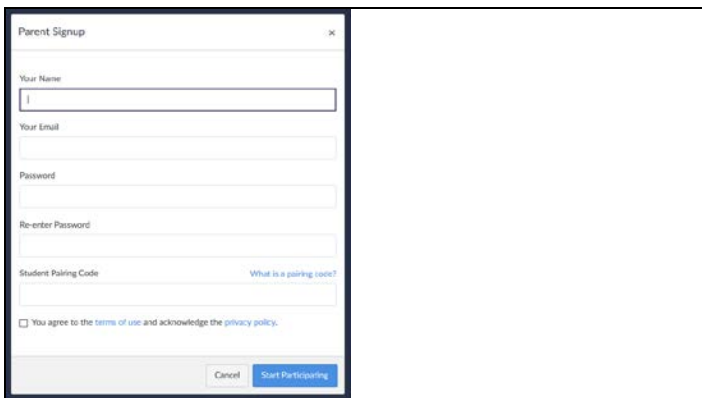 Parent Signup ×
Your Name
Your Email
Password
Re-enter Password
Student Pairing Code What is a pairing code?
You agree to the terms of use and acknowledge the privacy policy.
Cancel Start Participating